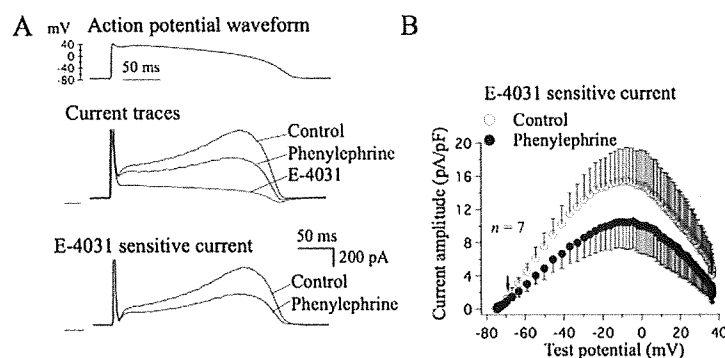 A
Action potential waveform
mV
40
0
-40
-80
50 ms
Current traces
Control
Phenylephrine
E-4031
E-4031 sensitive current
50 ms
200 pA
Control
Phenylephrine
B
E-4031 sensitive current
Control
Phenylephrine
Current amplitude (pA/pF)
20
16
12
8
4
0
n = 7
-80 -60 -40 -20 0 20 40
Test potential (mV)